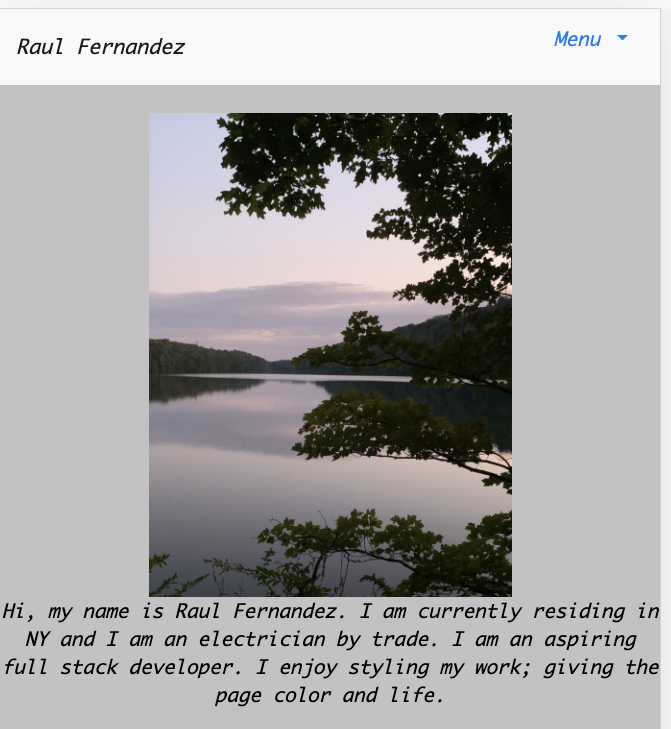 Raul Fernandez
Menu
Hi, my name is Raul Fernandez. I am currently residing in
NY and I am an electrician by trade. I am an aspiring
full stack developer. I enjoy styling my work; giving the
page color and life.